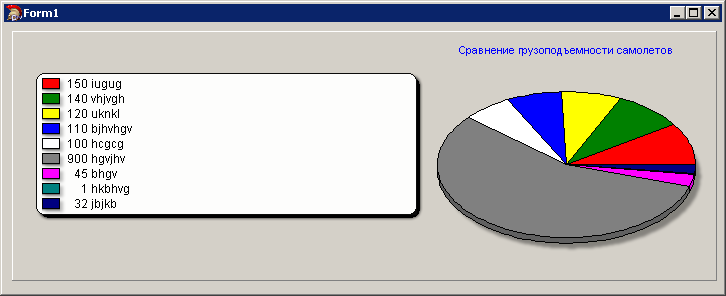 Form1
Сравнение грузоподъемности самолетов
150 iugug
140 vhjvgh
120 uknkl
110 bjhvhgv
100 hcgcg
900 hgvjhv
45 bhgv
1 hkbhvg
32 jbjkb